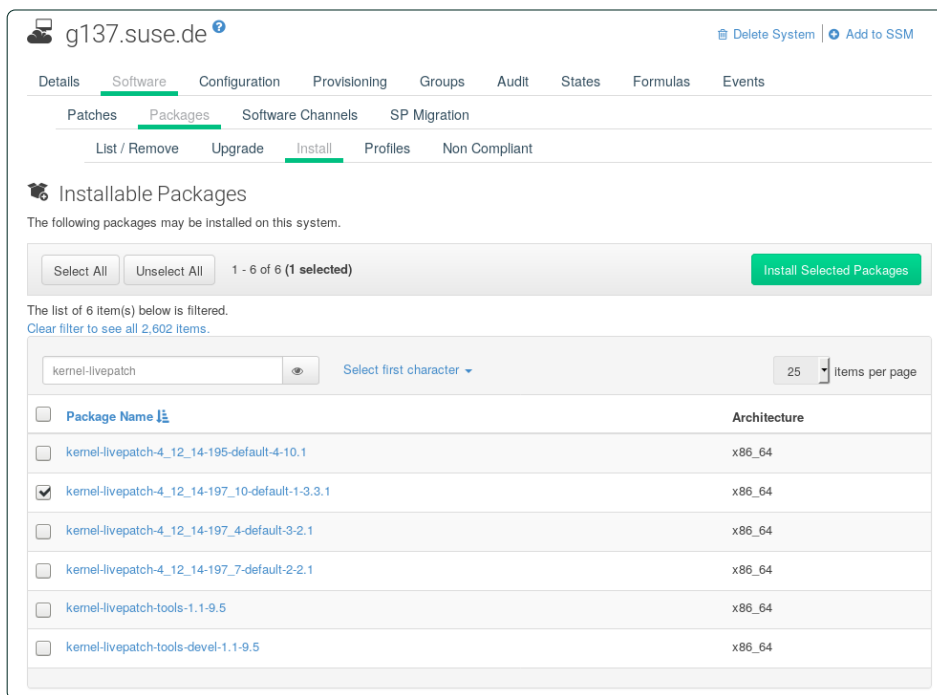 g137.suse.de ?
Delete System | Add to SSM
Details Software Configuration Provisioning Groups Audit States Formulas Events
Patches Packages Software Channels SP Migration
List / Remove Upgrade Install Profiles Non Compliant
Installable Packages
The following packages may be installed on this system.
Select All Unselect All 1 - 6 of 6 (1 selected) Install Selected Packages
The list of 6 item(s) below is filtered.
Clear filter to see all 2,602 items.
kernel-livepatch Select first character 25 items per page
Package Name Architecture
kernel-livepatch-4_12_14-195-default-4-10.1 x86_64
kernel-livepatch-4_12_14-197_10-default-1-3.3.1 x86_64
kernel-livepatch-4_12_14-197_4-default-3-2.1 x86_64
kernel-livepatch-4_12_14-197_7-default-2-2.1 x86_64
kernel-livepatch-tools-1.1-9.5 x86_64
kernel-livepatch-tools-devel-1.1-9.5 x86_64